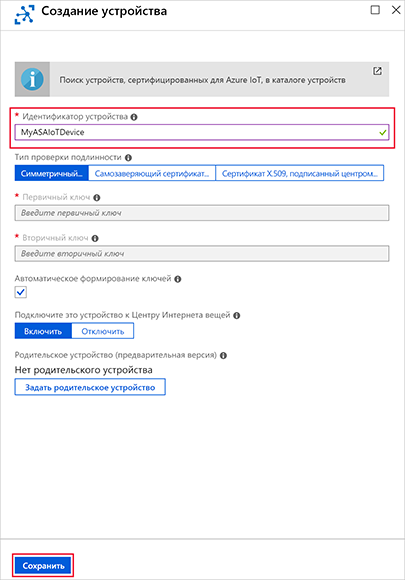 Создание устройства
Поиск устройств, сертифицированных для Azure IoT, в каталоге устройств
* Идентификатор устройства
MyASAIoTDevice
Тип проверки подлинности
Симметричный... Самозаверяющий сертификат... Сертификат X.509, подписанный центром...
* Первичный ключ
Введите первичный ключ
* Вторичный ключ
Введите вторичный ключ
Автоматическое формирование ключей
Подключите это устройство к Центру Интернета вещей
Включить Отключить
Родительское устройство (предварительная версия)
Нет родительского устройства
Задать родительское устройство
Сохранить